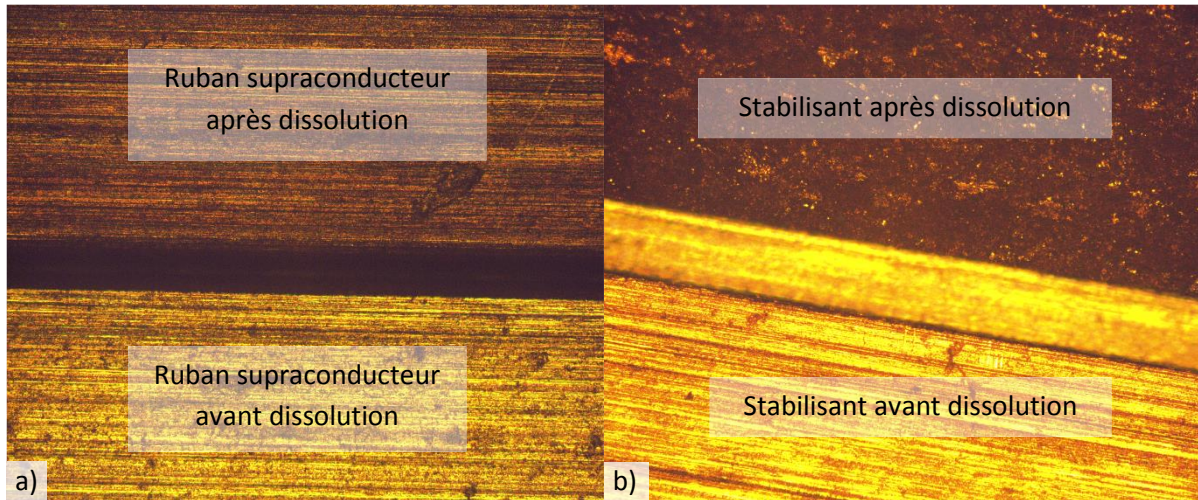 Ruban supraconducteur
après dissolution
Ruban supraconducteur
avant dissolution
a)
Stabilisant après dissolution
Stabilisant avant dissolution
b)